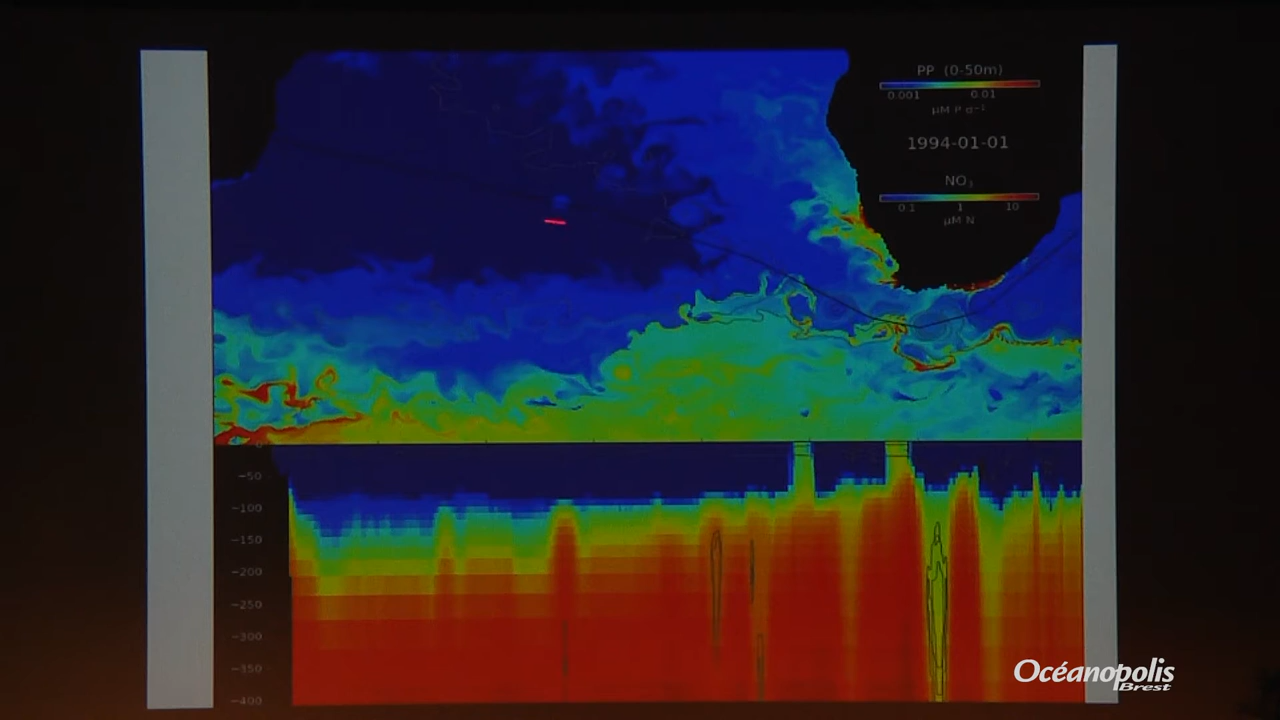 PP (0-50m)
0.001 0.01
μM P d⁻¹
1994-01-01
NO₃
0.1 1 10
μM N
0
−50
−100
−150
−200
−250
−300
−350
−400
Océanopolis
Brest